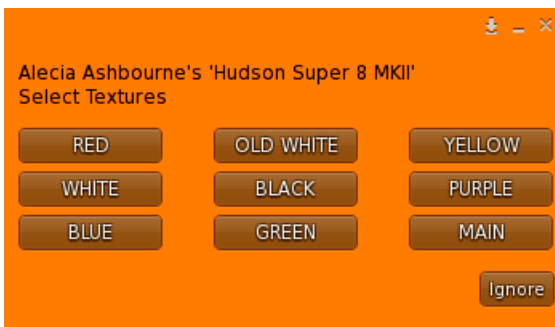 Alecia Ashbourne's 'Hudson Super 8 MKII'
Select Textures
RED OLD WHITE YELLOW
WHITE BLACK PURPLE
BLUE GREEN MAIN
Ignore